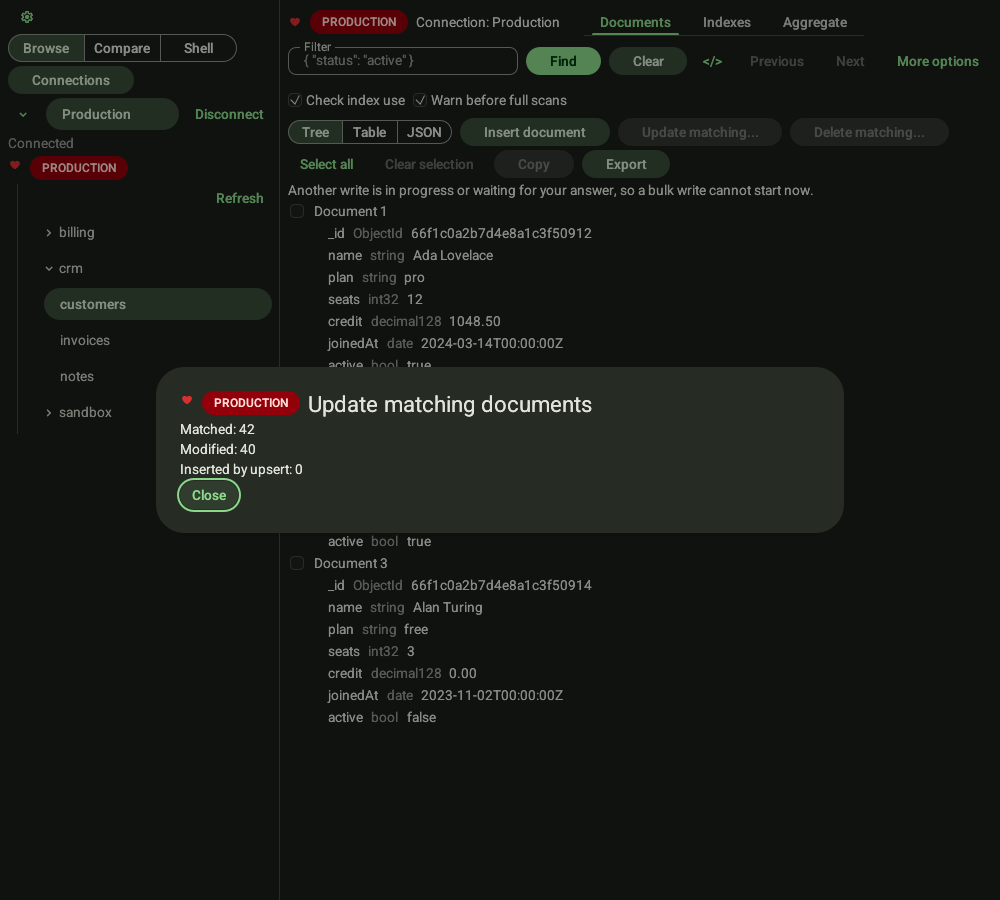 Browse Compare Shell
Connections
Production Disconnect
Connected
PRODUCTION
Refresh
billing
crm
customers
invoices
notes
sandbox
PRODUCTION Connection: Production Documents Indexes Aggregate
Filter
{ "status": "active" } Find Clear </> Previous Next More options
Check index use Warn before full scans
Tree Table JSON Insert document Update matching... Delete matching...
Select all Clear selection Copy Export
Another write is in progress or waiting for your answer, so a bulk write cannot start now.
Document 1
_id ObjectId 66f1c0a2b7d4e8a1c3f50912
name string Ada Lovelace
plan string pro
seats int32 12
credit decimal128 1048.50
joinedAt date 2024-03-14T00:00:00Z
active bool true
PRODUCTION Update matching documents
Matched: 42
Modified: 40
Inserted by upsert: 0
Close
active bool true
Document 3
_id ObjectId 66f1c0a2b7d4e8a1c3f50914
name string Alan Turing
plan string free
seats int32 3
credit decimal128 0.00
joinedAt date 2023-11-02T00:00:00Z
active bool false